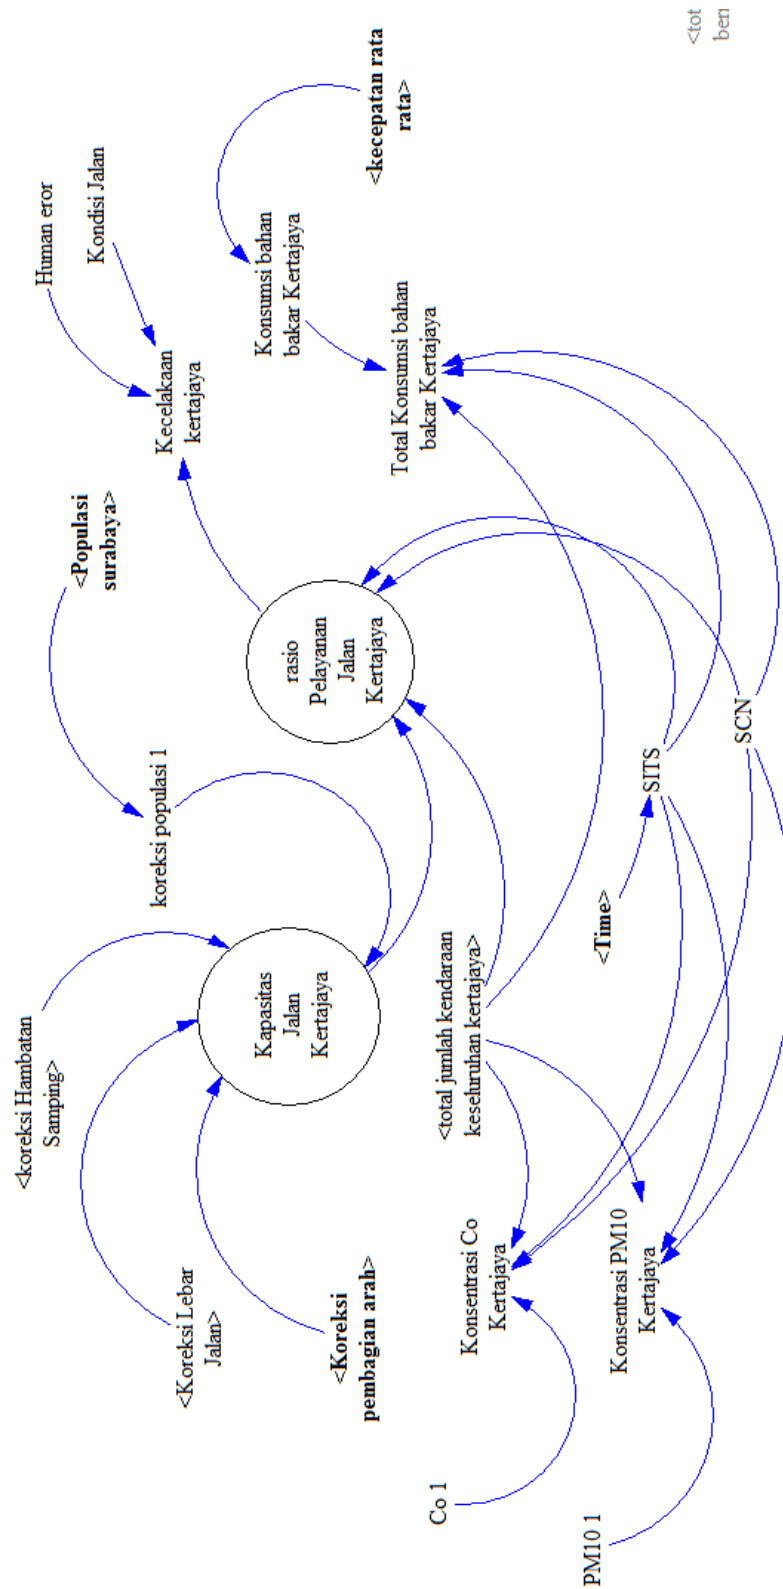 <koreksi Hambatan
Samping>
<Koreksi Lebar
Jalan>
<Koreksi
pembagian arah>
Kapasitas
Jalan
Kertajaya
koreksi populasi 1
<Populasi
surabaya>
Human eror
Kondisi Jalan
Kecelakaan
kertajaya
rasio
Pelayanan
Jalan
Kertajaya
Konsumsi bahan
bakar Kertajaya
<kecepatan rata
rata>
Total Konsumsi bahan
bakar Kertajaya
<total jumlah kendaraan
keseluruhan kertajaya>
Co 1
Konsentrasi Co
Kertajaya
PM10 1
Konsentrasi PM10
Kertajaya
<Time>
SITS
SCN
<tot
ben